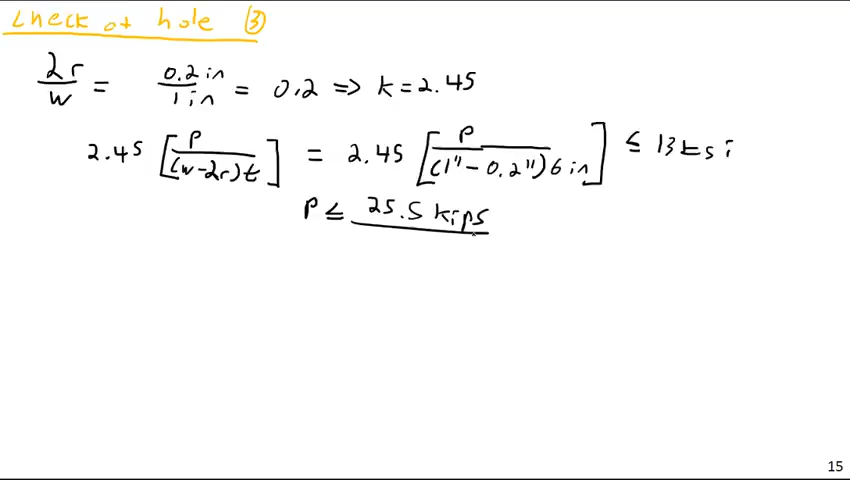 check at hole ③
2r/w = 0.2 in/1 in = 0.2 => k = 2.45
2.45 [P/(w-2r)t] = 2.45 [P/(1"-0.2")6 in] ≤ 13 ksi
P ≤ 25.5 kips
15